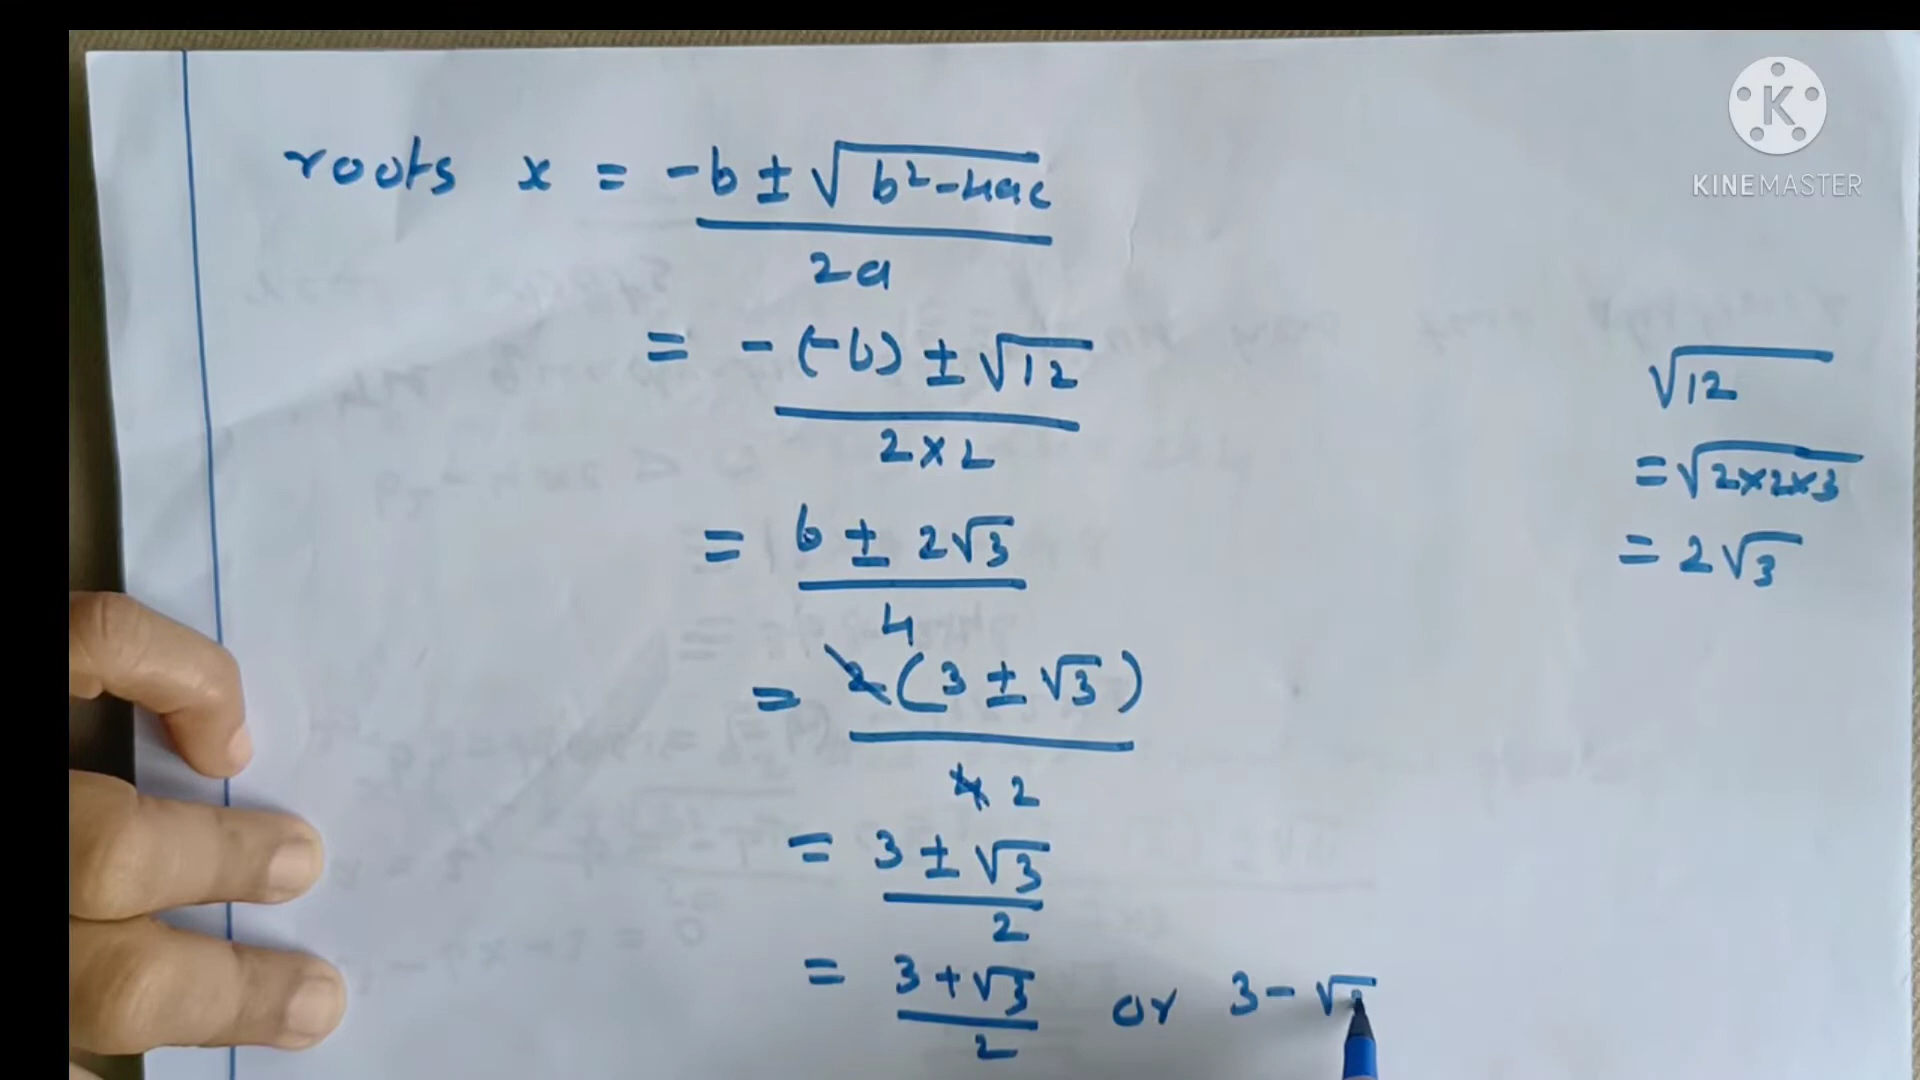 KINEMASTER
roots x = -b ± √b²-4ac
2a
= -(-6) ± √12
2×2
= 6 ± 2√3
4
= 2(3 ± √3)
4 2
= 3 ± √3
2
= 3+√3 or 3-√
2
√12
= √2×2×3
= 2√3